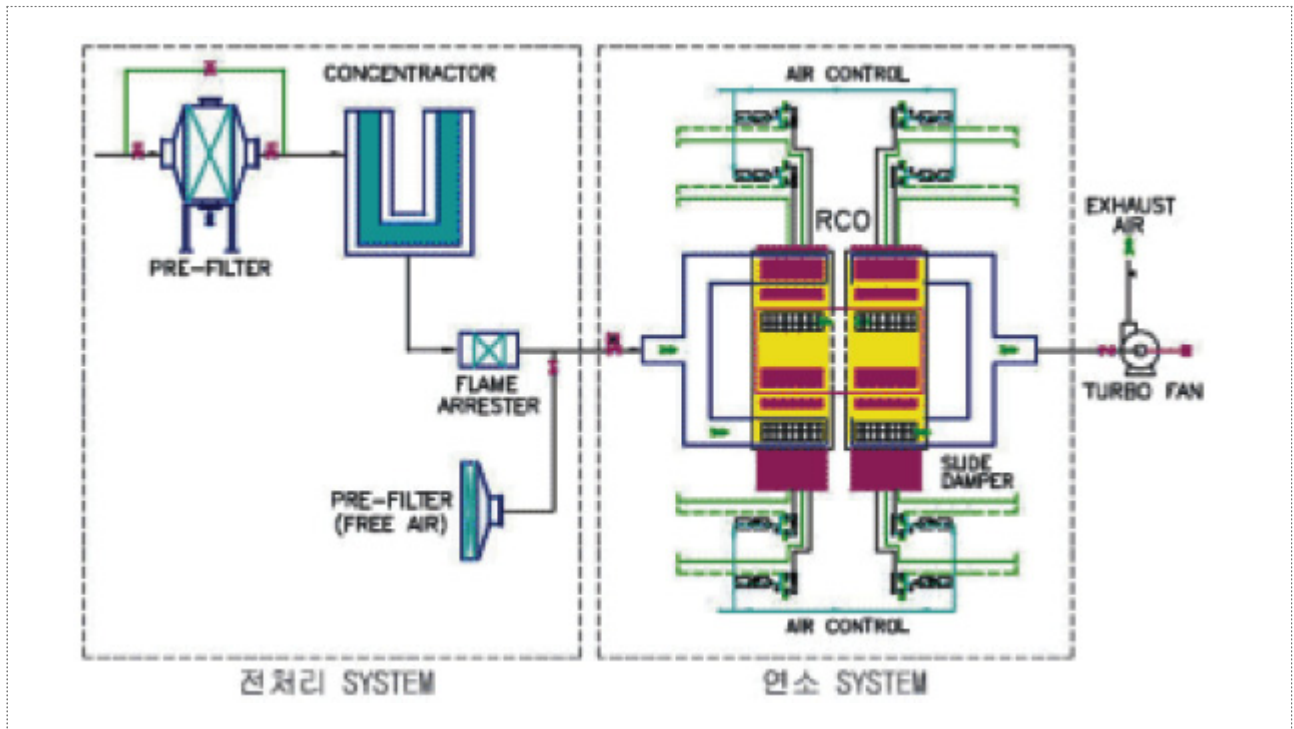 CONCENTRACTOR
PRE-FILTER
FLAME
ARRESTER
PRE-FILTER
(FREE AIR)
전처리 SYSTEM
AIR CONTROL
RCO
SLIDE
DAMPER
AIR CONTROL
연소 SYSTEM
EXHAUST
AIR
TURBO FAN